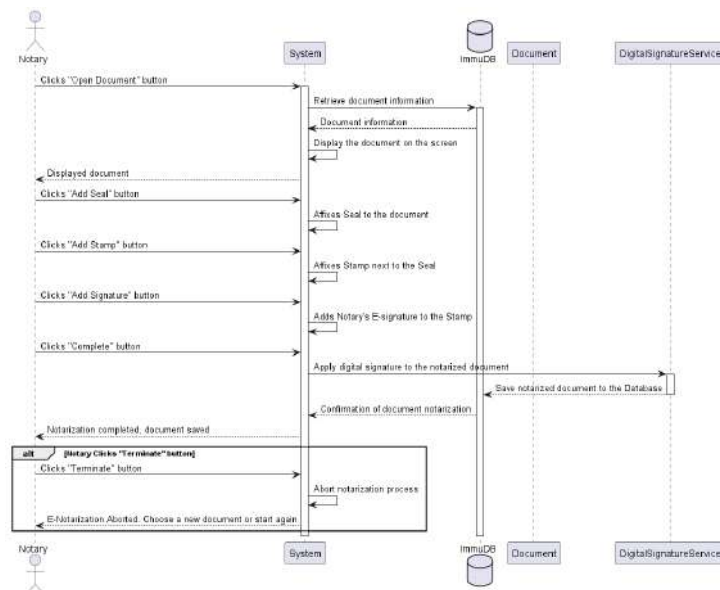 Notary
System
ImmuDB
Document
DigitalSignatureService
Clicks "Open Document" button
Retrieve document information
Document information
Display the document on the screen
Displayed document
Clicks "Add Seal" button
Affixes Seal to the document
Clicks "Add Stamp" button
Affixes Stamp next to the Seal
Clicks "Add Signature" button
Adds Notary's E-signature to the Stamp
Clicks "Complete" button
Apply digital signature to the notarized document
Save notarized document to the Database
Confirmation of document notarization
Notarization completed, document saved
alt [Notary Clicks "Terminate" button]
Clicks "Terminate" button
Abort notarization process
E-Notarization Aborted. Choose a new document or start again
Notary
System
ImmuDB
Document
DigitalSignatureService